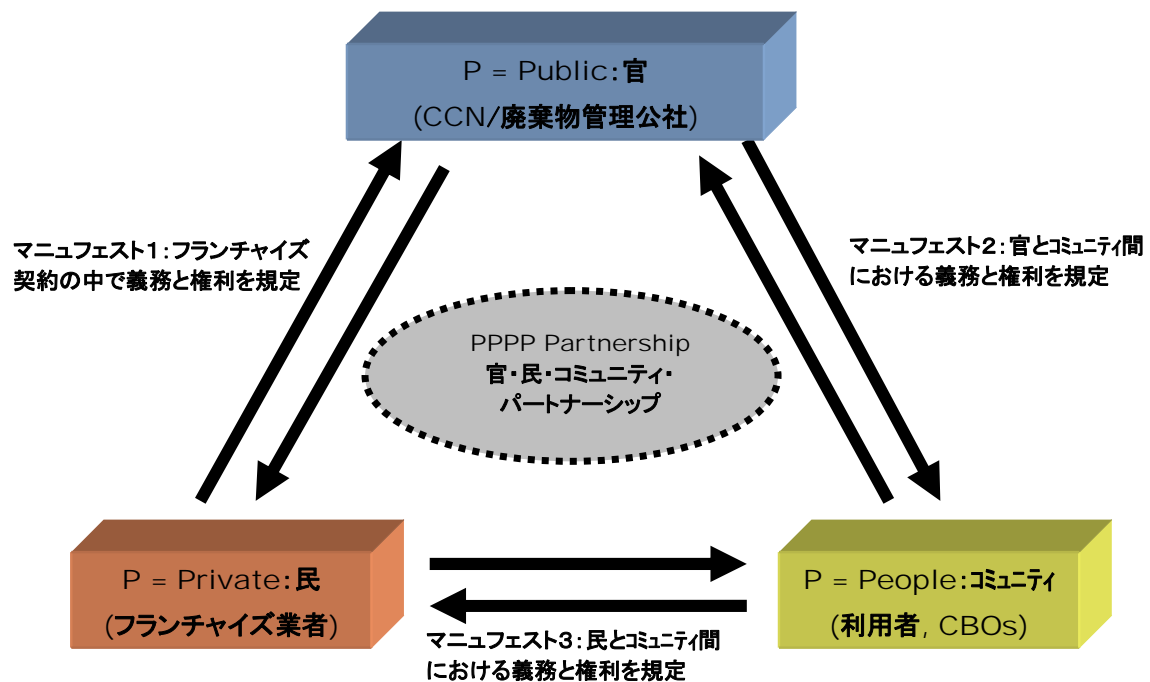 P = Public:官
(CCN/廃棄物管理公社)
マニュフェスト1:フランチャイズ
契約の中で義務と権利を規定
マニュフェスト2:官とコミュニティ間
における義務と権利を規定
PPPP Partnership
官・民・コミュニティ・
パートナーシップ
P = Private:民
(フランチャイズ業者)
P = People:コミュニティ
(利用者, CBOs)
マニュフェスト3:民とコミュニティ間
における義務と権利を規定